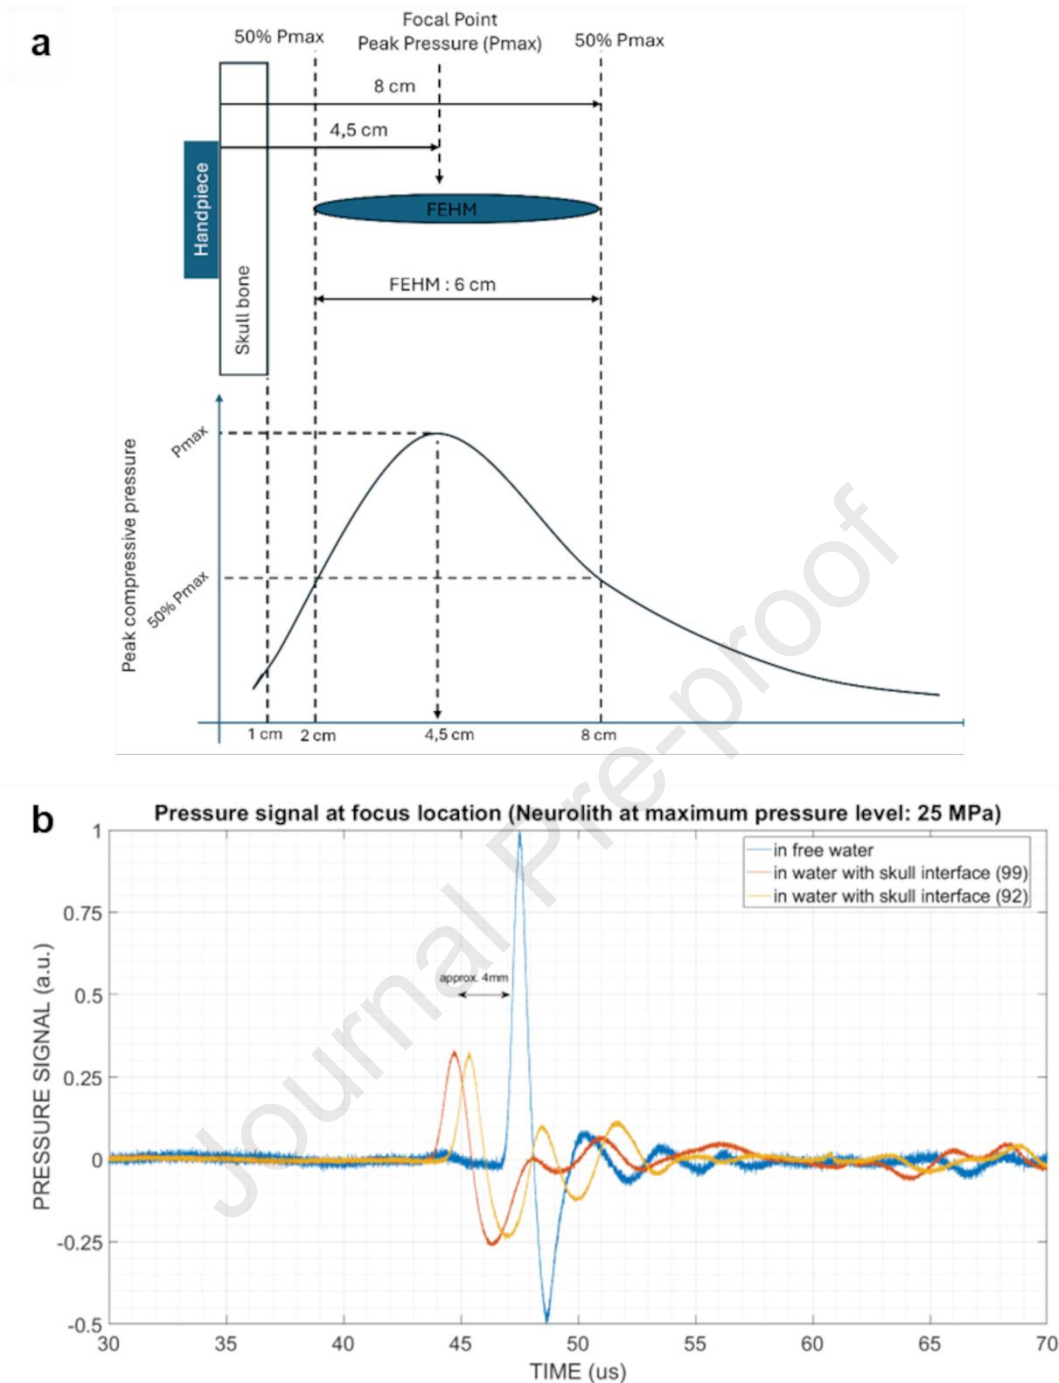 a
Focal Point
50% Pmax
Peak Pressure (Pmax)
50% Pmax
8 cm
4,5 cm
Handpiece
Skull bone
FEHM
FEHM : 6 cm
Peak compressive pressure
Pmax
50% Pmax
1 cm
2 cm
4,5 cm
8 cm
b
Pressure signal at focus location (Neurolith at maximum pressure level: 25 MPa)
in free water
in water with skull interface (99)
in water with skull interface (92)
approx. 4mm
PRESSURE SIGNAL (a.u.)
1
0.75
0.5
0.25
0
-0.25
-0.5
30
35
40
45
50
55
60
65
70
TIME (us)
Journal Pre-proof